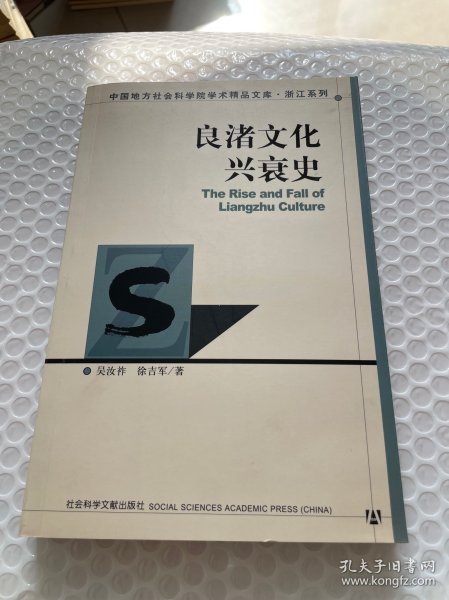 中国地方社会科学院学术精品文库·浙江系列
良渚文化
兴衰史
The Rise and Fall of
Liangzhu Culture
S
吴汝祚 徐吉军/著
社会科学文献出版社 SOCIAL SCIENCES ACADEMIC PRESS (CHINA)
孔夫子旧书网
www.kongfz.com